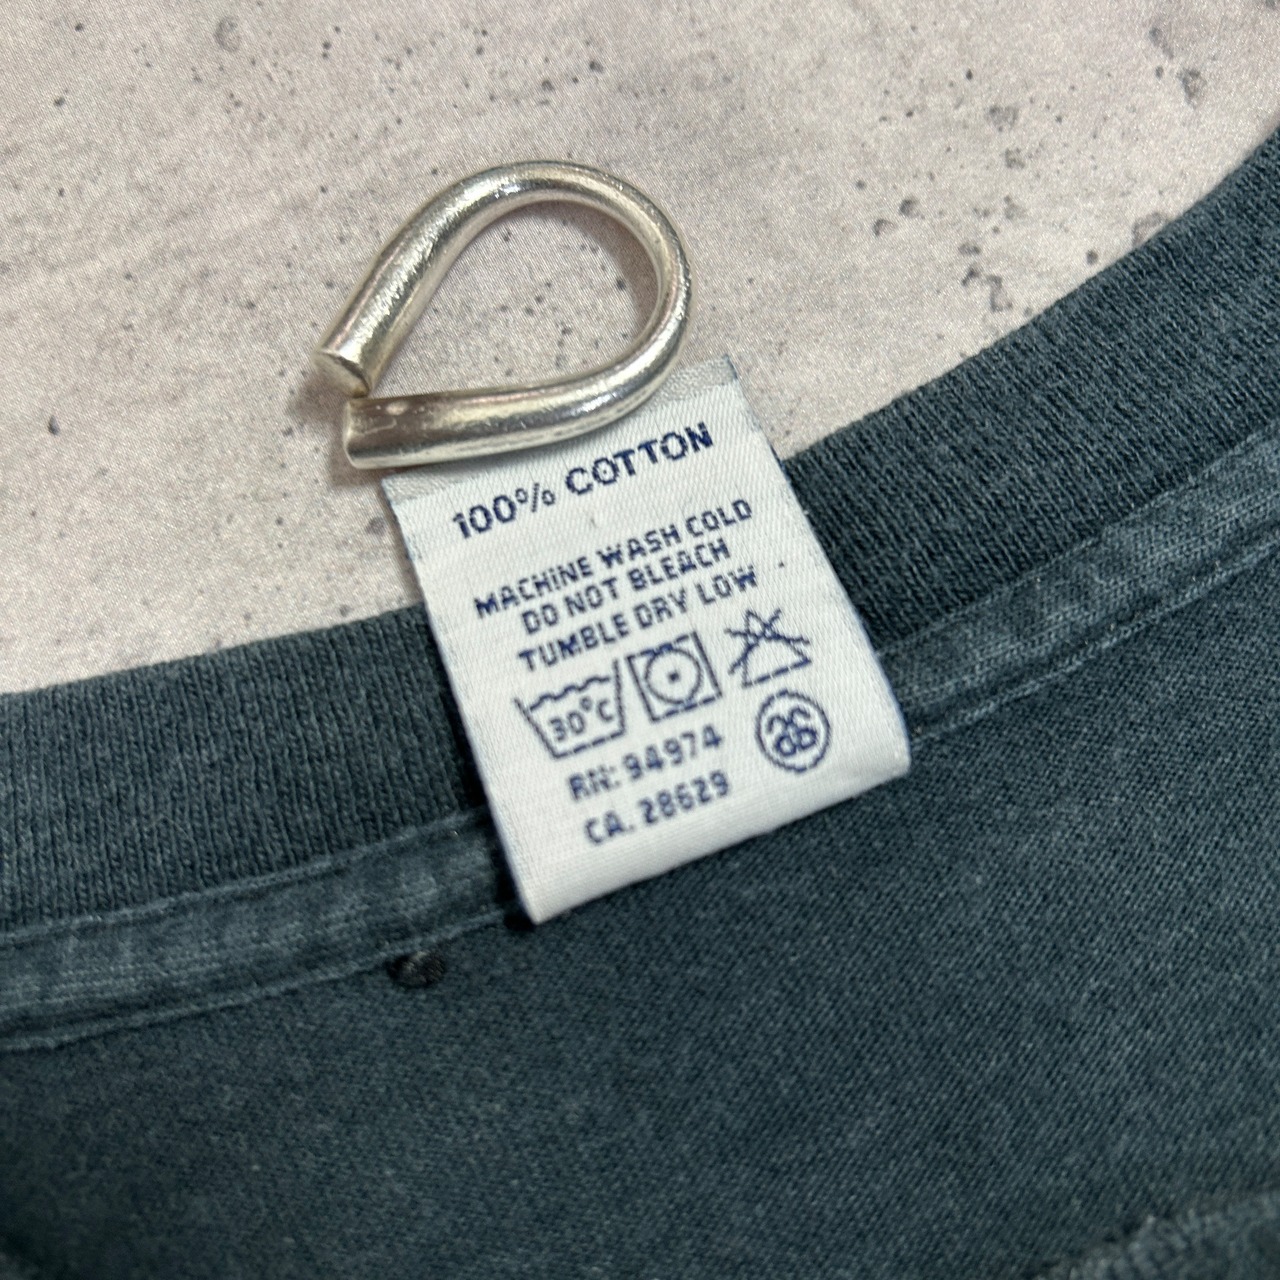 100% COTTON
MACHINE WASH COLD
DO NOT BLEACH
TUMBLE DRY LOW
30°C
RN: 94974
CA. 28629